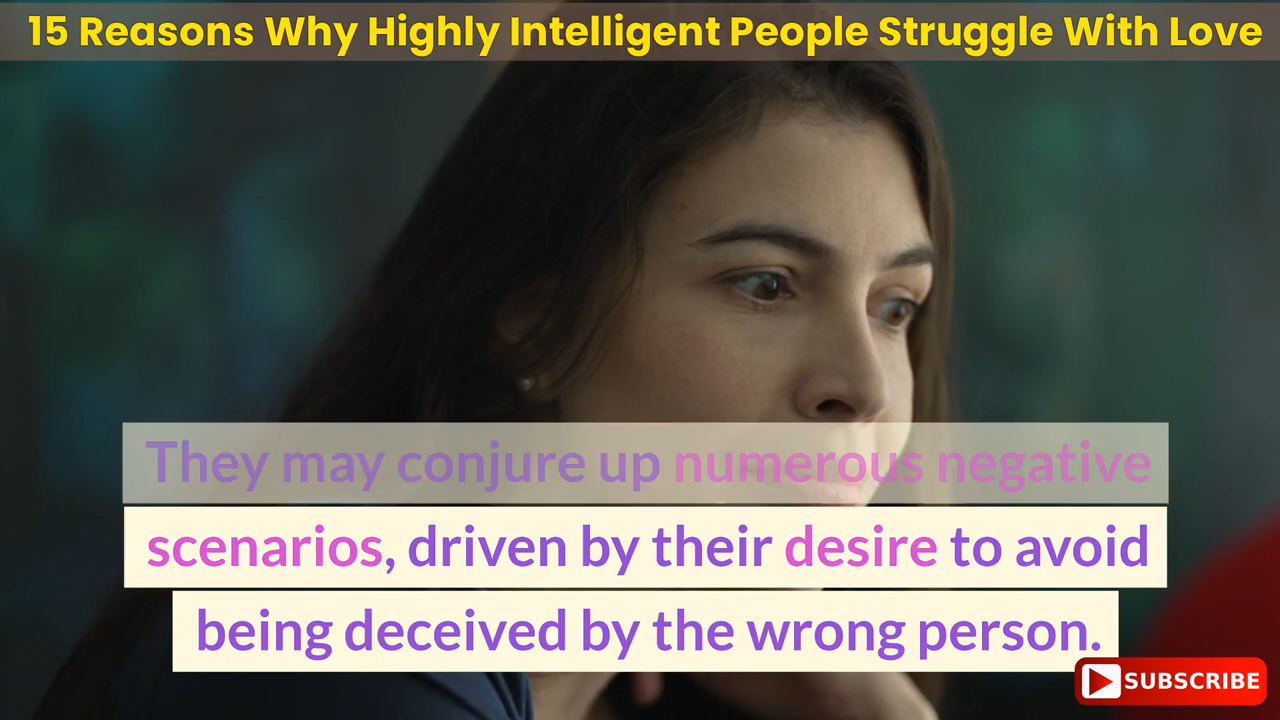 15 Reasons Why Highly Intelligent People Struggle With Love
They may conjure up numerous negative
scenarios, driven by their desire to avoid
being deceived by the wrong person.
SUBSCRIBE